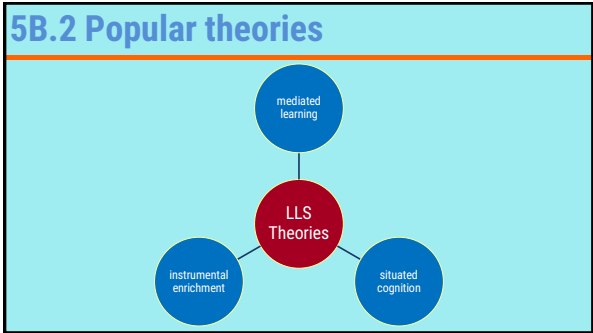 5B.2 Popular theories
mediated
learning
LLS
Theories
instrumental
enrichment
situated
cognition